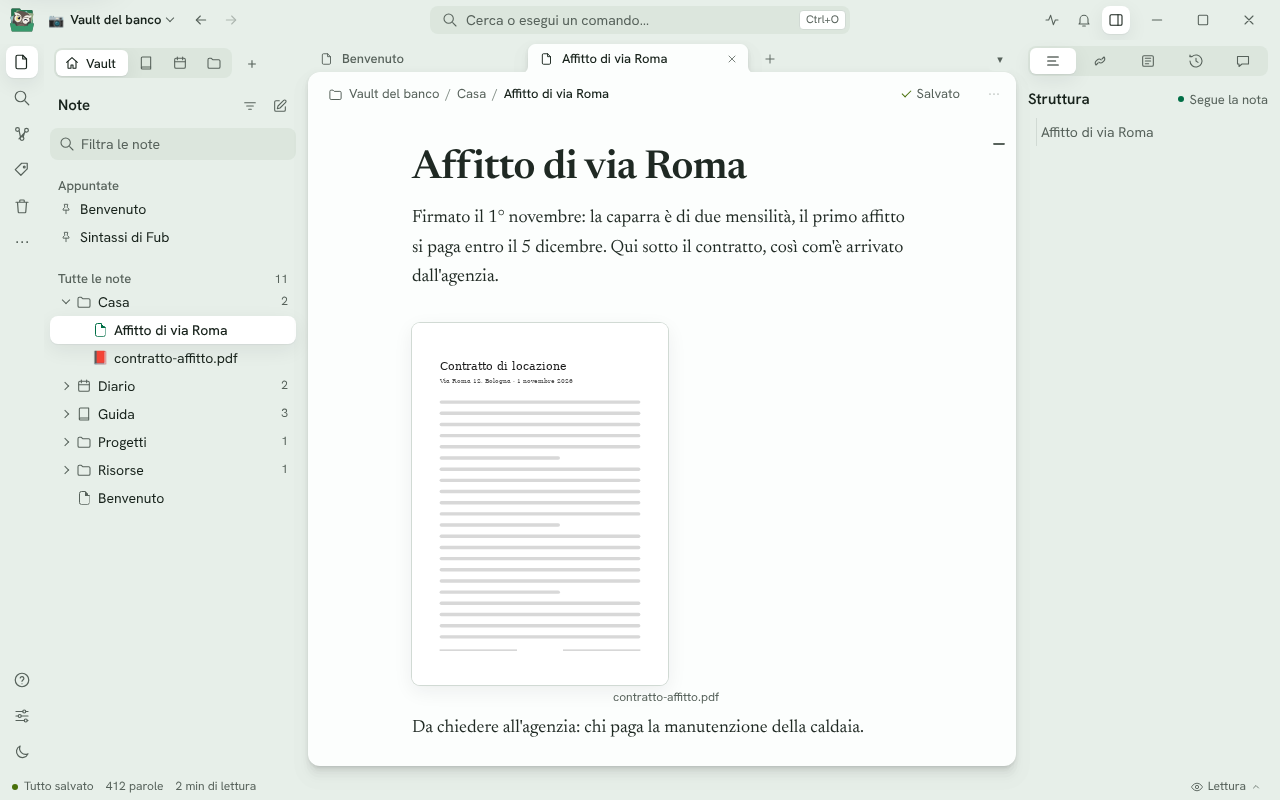 Vault del banco
Cerca o esegui un comando…
Ctrl+O
Vault
Note
Filtra le note
Appuntate
Benvenuto
Sintassi di Fub
Tutte le note 11
Casa 2
Affitto di via Roma
contratto-affitto.pdf
Diario 2
Guida 3
Progetti 1
Risorse 1
Benvenuto
Benvenuto
Affitto di via Roma
Vault del banco / Casa / Affitto di via Roma
Salvato
Affitto di via Roma
Firmato il 1° novembre: la caparra è di due mensilità, il primo affitto
si paga entro il 5 dicembre. Qui sotto il contratto, così com'è arrivato
dall'agenzia.
Contratto di locazione
Via Roma 12, Bologna · 1 novembre 2026
contratto-affitto.pdf
Da chiedere all'agenzia: chi paga la manutenzione della caldaia.
Struttura
Segue la nota
Affitto di via Roma
Tutto salvato 412 parole 2 min di lettura
Lettura